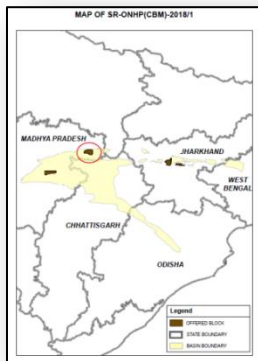 MAP OF SR-ONHP(CBM)-2018/1
MADHYA PRADESH
JHARKHAND
WEST
BENGAL
CHHATTISGARH
ODISHA
Legend
OFFERED BLOCK
STATE BOUNDARY
BASIN BOUNDARY